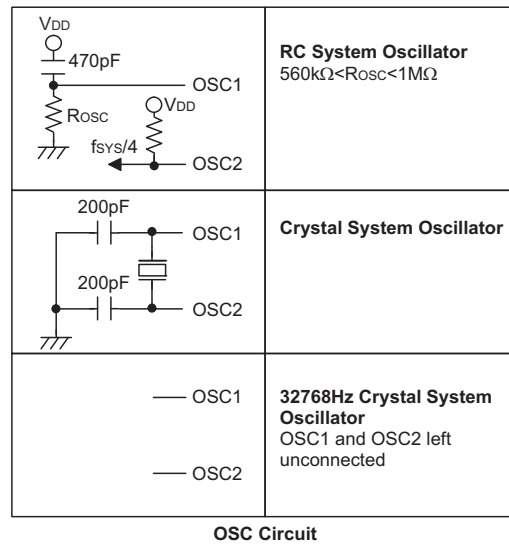 VDD
470pF
OSC1
ROSC
VDD
fSYS/4
OSC2
RC System Oscillator
560kΩ<ROSC<1MΩ
200pF
OSC1
200pF
OSC2
Crystal System Oscillator
OSC1
OSC2
32768Hz Crystal System
Oscillator
OSC1 and OSC2 left
unconnected
OSC Circuit